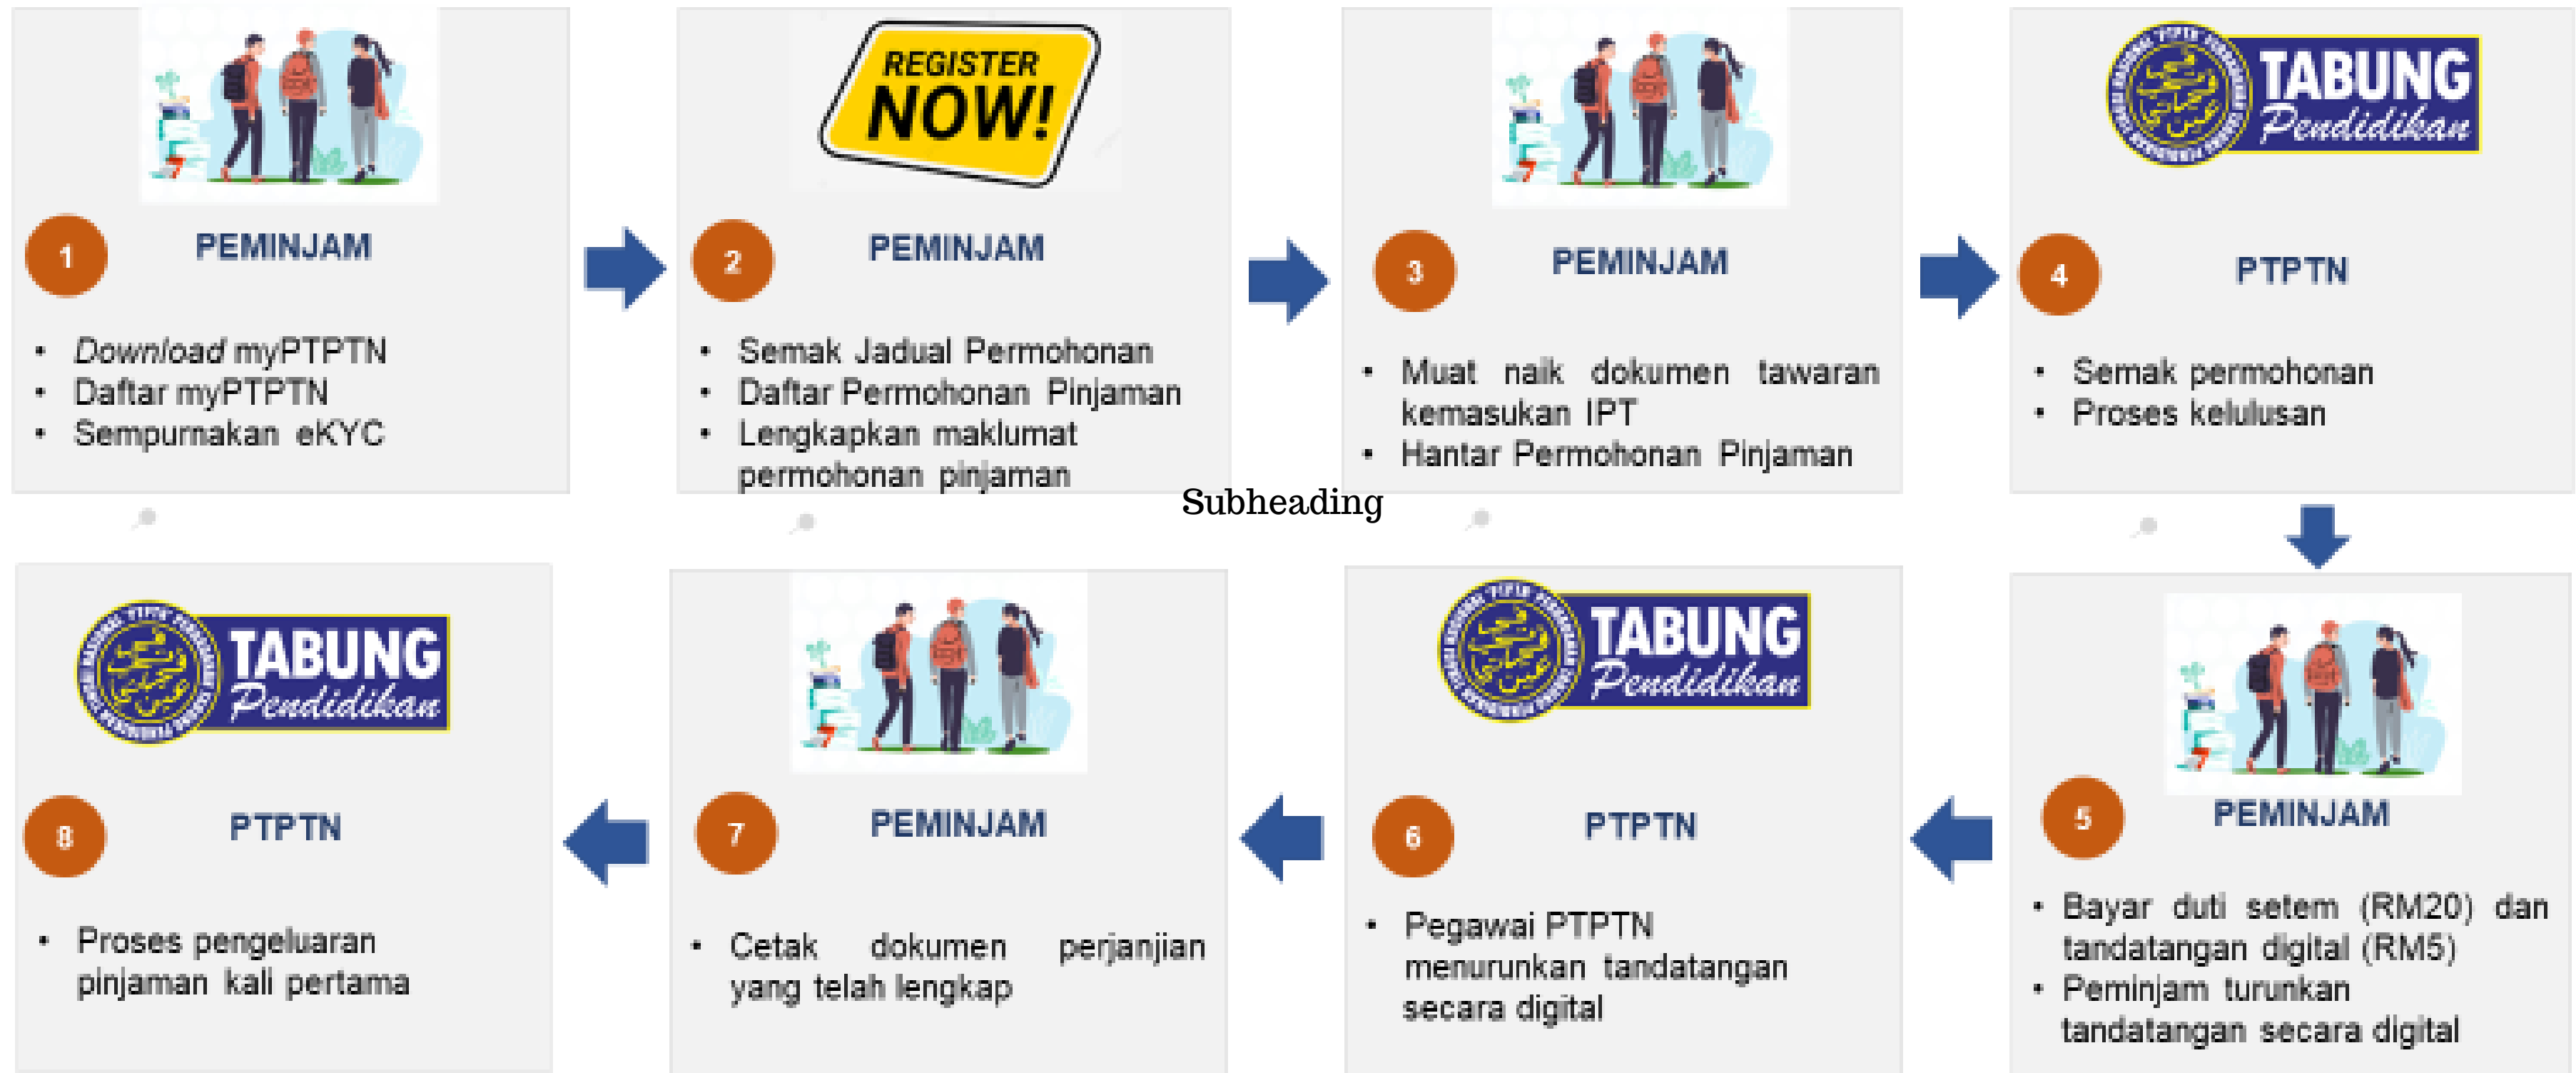 1
PEMINJAM
• Download myPTPTN
• Daftar myPTPTN
• Sempurnakan eKYC
REGISTER
NOW!
2
PEMINJAM
• Semak Jadual Permohonan
• Daftar Permohonan Pinjaman
• Lengkapkan maklumat
permohonan pinjaman
3
PEMINJAM
• Muat naik dokumen tawaran
kemasukan IPT
• Hantar Permohonan Pinjaman
TABUNG
Pendidikan
4
PTPTN
• Semak permohonan
• Proses kelulusan
Subheading
5
PEMINJAM
• Bayar duti setem (RM20) dan
tandatangan digital (RM5)
• Peminjam turunkan
tandatangan secara digital
TABUNG
Pendidikan
6
PTPTN
• Pegawai PTPTN
menurunkan tandatangan
secara digital
7
PEMINJAM
• Cetak dokumen perjanjian
yang telah lengkap
TABUNG
Pendidikan
8
PTPTN
• Proses pengeluaran
pinjaman kali pertama